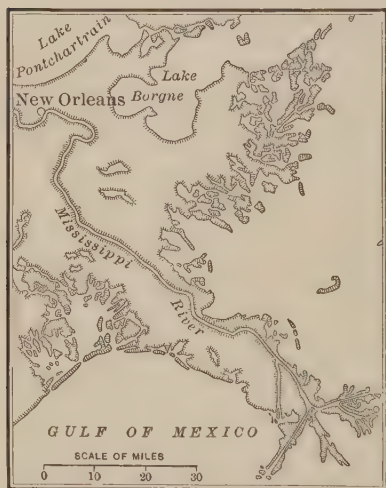 Lake
Pontchartrain
Lake
Borgne
New Orleans
Mississippi
River
GULF OF MEXICO
SCALE OF MILES
0 10 20 30